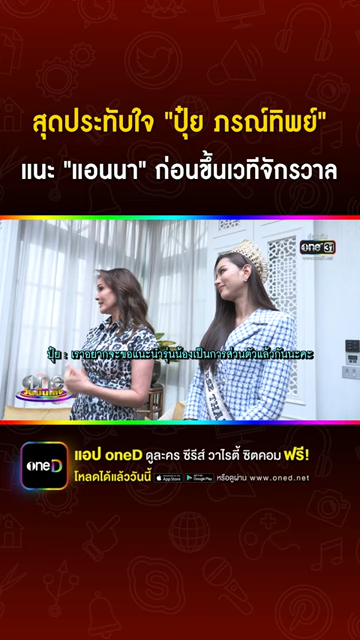 สุดประทับใจ "ปุ๋ย ภรณ์ทิพย์"
แนะ "แอนนา" ก่อนขึ้นเวทีจักรวาล
one 31
ปุ๋ย : เราอยากจะขอแนะนำรุ่นน้องเป็นการส่วนตัวแล้วกันนะคะ
one
oneD
แอป oneD ดูละคร ซีรีส์ วาไรตี้ ซิตคอม ฟรี!
โหลดได้แล้ววันนี้ App Store Google Play หรือดูผ่าน www.oned.net